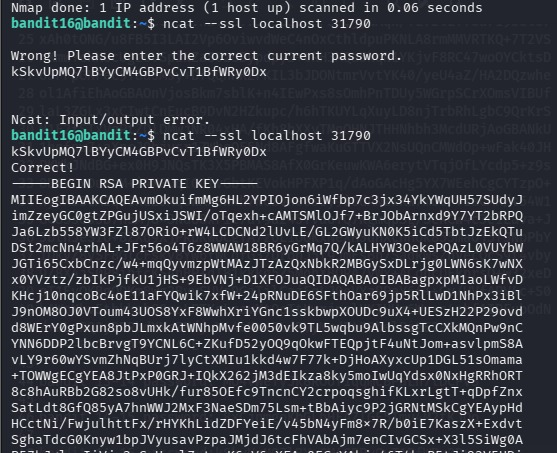 Nmap done: 1 IP address (1 host up) scanned in 0.06 seconds
bandit16@bandit:~$ ncat --ssl localhost 31790
Wrong! Please enter the correct current password.
kSkvUpMQ7lBYyCM4GBPvCvT1BfWRy0Dx
Ncat: Input/output error.
bandit16@bandit:~$ ncat --ssl localhost 31790
kSkvUpMQ7lBYyCM4GBPvCvT1BfWRy0Dx
Correct!
-----BEGIN RSA PRIVATE KEY-----
MIIEogIBAAKCAQEAvmOkuifmMg6HL2YPIOjon6iWfbp7c3jx34YkYWqUH57SUdyJ
imZzeyGC0gtZPGujUSxiJSWI/oTqexh+cAMTSMlOJf7+BrJObArnxd9Y7YT2bRPQ
Ja6Lzb558YW3FZl87ORiO+rW4LCDCNd2lUvLE/GL2GWyuKN0K5iCd5TbtJzEkQTu
DSt2mcNn4rhAL+JFr56o4T6z8WWAW18BR6yGrMq7Q/kALHYW3OekePQAzL0VUYbW
JGTi65CxbCnzc/w4+mqQyvmzpWtMAzJTzAzQxNbkR2MBGySxDLrjg0LWN6sK7wNX
x0YVztz/zbIkPjfkU1jHS+9EbVNj+D1XFOJuaQIDAQABAoIBABagpxpM1aoLWfvD
KHcj10nqcoBc4oE11aFYQwik7xfW+24pRNuDE6SFthOar69jp5RlLwD1NhPx3iBl
J9nOM8OJ0VToum43UOS8YxF8WwhXriYGnc1sskbwpXOUDc9uX4+UESzH22P29ovd
d8WErY0gPxun8pbJLmxkAtWNhpMvfe0050vk9TL5wqbu9AlbssgTcCXkMQnPw9nC
YNN6DDP2lbcBrvgT9YCNL6C+ZKufD52yOQ9qOkwFTEQpjtF4uNtJom+asvlpmS8A
vLY9r60wYSvmZhNqBUrj7lyCtXMIu1kkd4w7F77k+DjHoAXyxcUp1DGL51sOmama
+TOWWgECgYEA8JtPxP0GRJ+IQkX262jM3dEIkza8ky5moIwUqYdsx0NxHgRRhORT
8c8hAuRBb2G82so8vUHk/fur85OEfc9TncnCY2crpoqsghifKLxrLgtT+qDpfZnx
SatLdt8GfQ85yA7hnWWJ2MxF3NaeSDm75Lsm+tBbAiyc9P2jGRNtMSkCgYEAypHd
HCctNi/FwjulhttFx/rHYKhLidZDFYeiE/v45bN4yFm8x7R/b0iE7KaszX+Exdvt
SghaTdcG0Knyw1bpJVyusavPzpaJMjdJ6tcFhVAbAjm7enCIvGCSx+X3l5SiWg0A